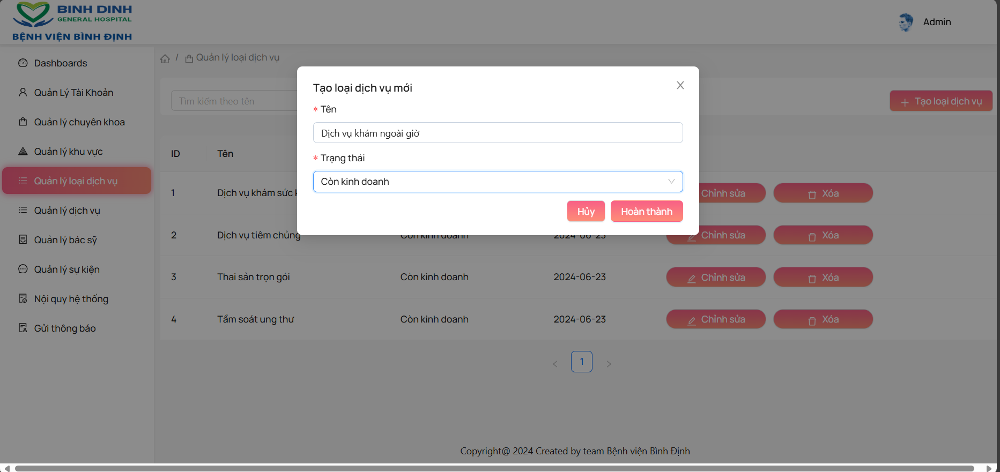 BINH DINH
GENERAL HOSPITAL
BỆNH VIỆN BÌNH ĐỊNH
Admin
Dashboards
Quản Lý Tài Khoản
Quản lý chuyên khoa
Quản lý khu vực
Quản lý loại dịch vụ
Quản lý dịch vụ
Quản lý bác sỹ
Quản lý sự kiện
Nội quy hệ thống
Gửi thông báo
/ Quản lý loại dịch vụ
Tìm kiếm theo tên
+ Tạo loại dịch vụ
Tạo loại dịch vụ mới
* Tên
Dịch vụ khám ngoài giờ
* Trạng thái
Còn kinh doanh
Hủy Hoàn thành
ID Tên
1 Dịch vụ khám sức Chỉnh sửa Xóa
2 Dịch vụ tiêm chủng Còn kinh doanh 2024-06-23 Chỉnh sửa Xóa
3 Thai sản trọn gói Còn kinh doanh 2024-06-23 Chỉnh sửa Xóa
4 Tầm soát ung thư Còn kinh doanh 2024-06-23 Chỉnh sửa Xóa
< 1 >
Copyright@ 2024 Created by team Bệnh viện Bình Định